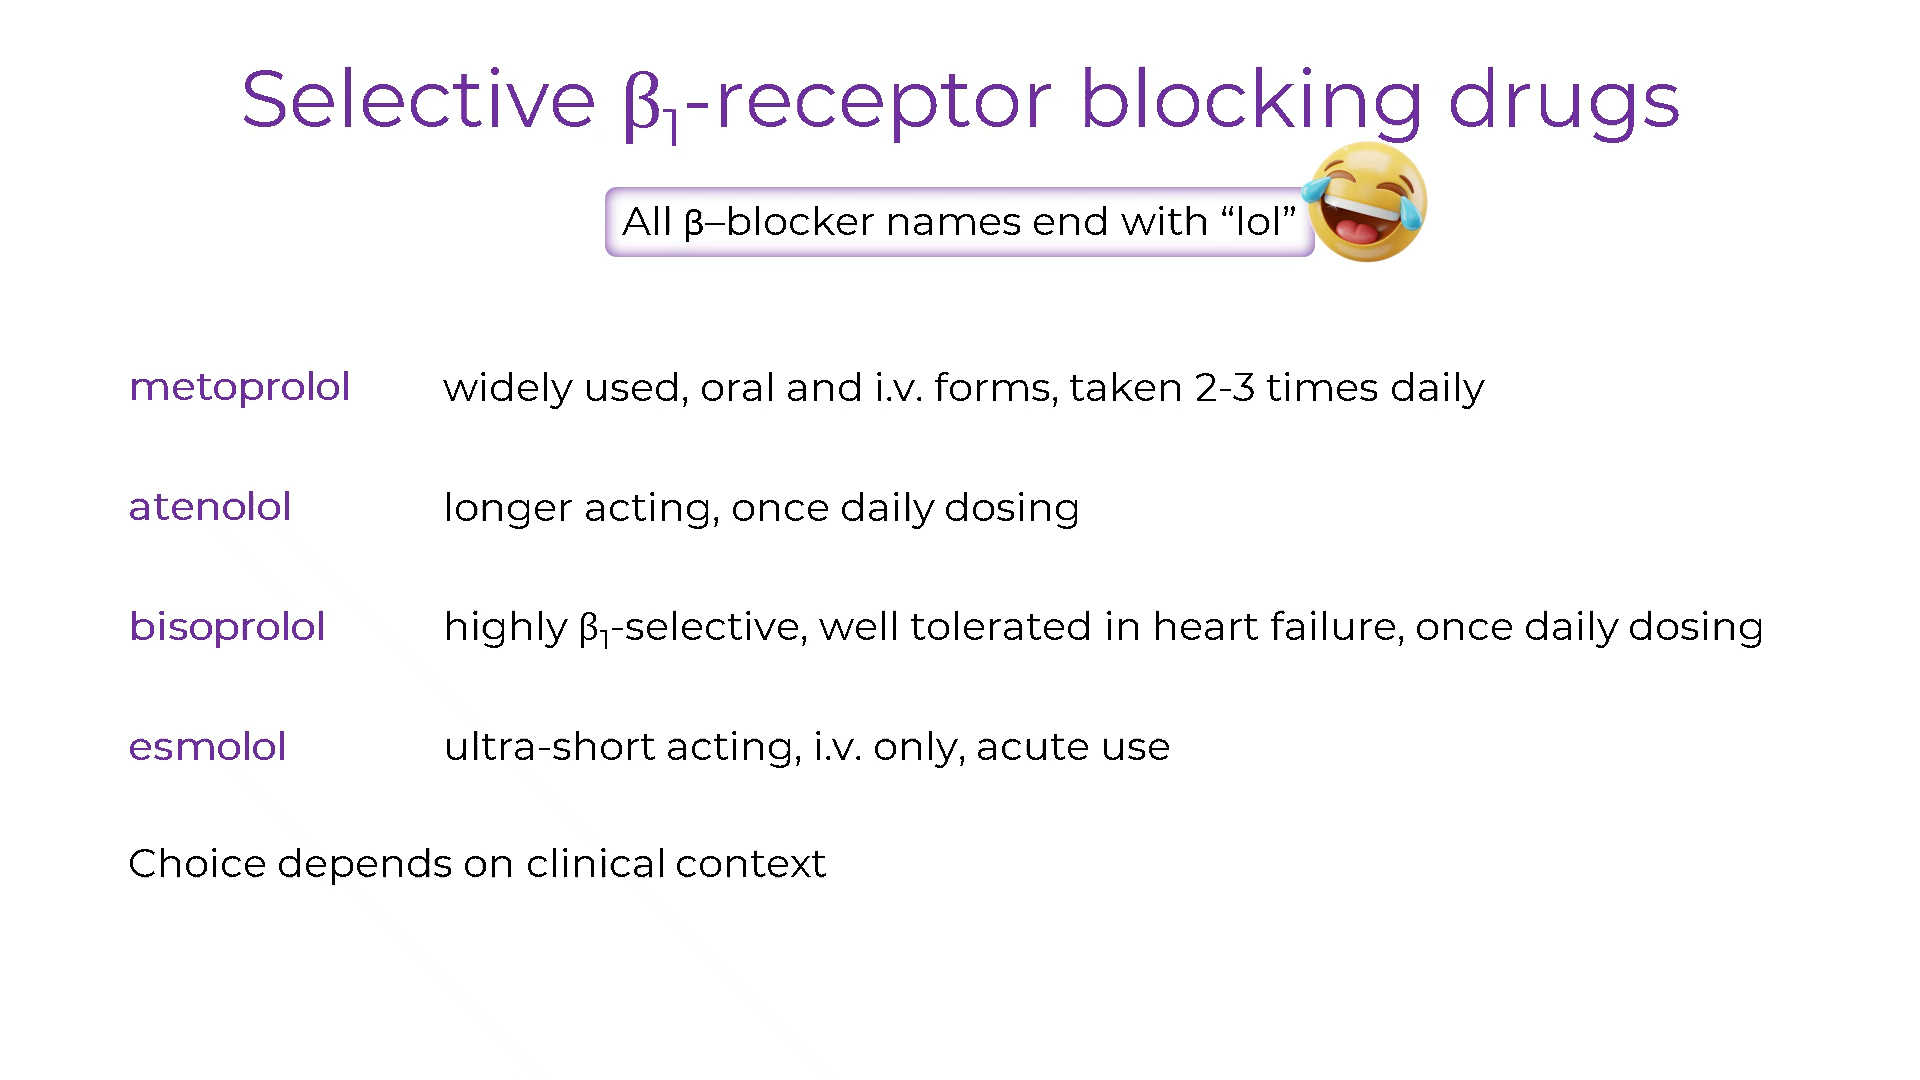 Selective β₁-receptor blocking drugs
All β–blocker names end with “lol”
metoprolol widely used, oral and i.v. forms, taken 2-3 times daily
atenolol longer acting, once daily dosing
bisoprolol highly β₁-selective, well tolerated in heart failure, once daily dosing
esmolol ultra-short acting, i.v. only, acute use
Choice depends on clinical context